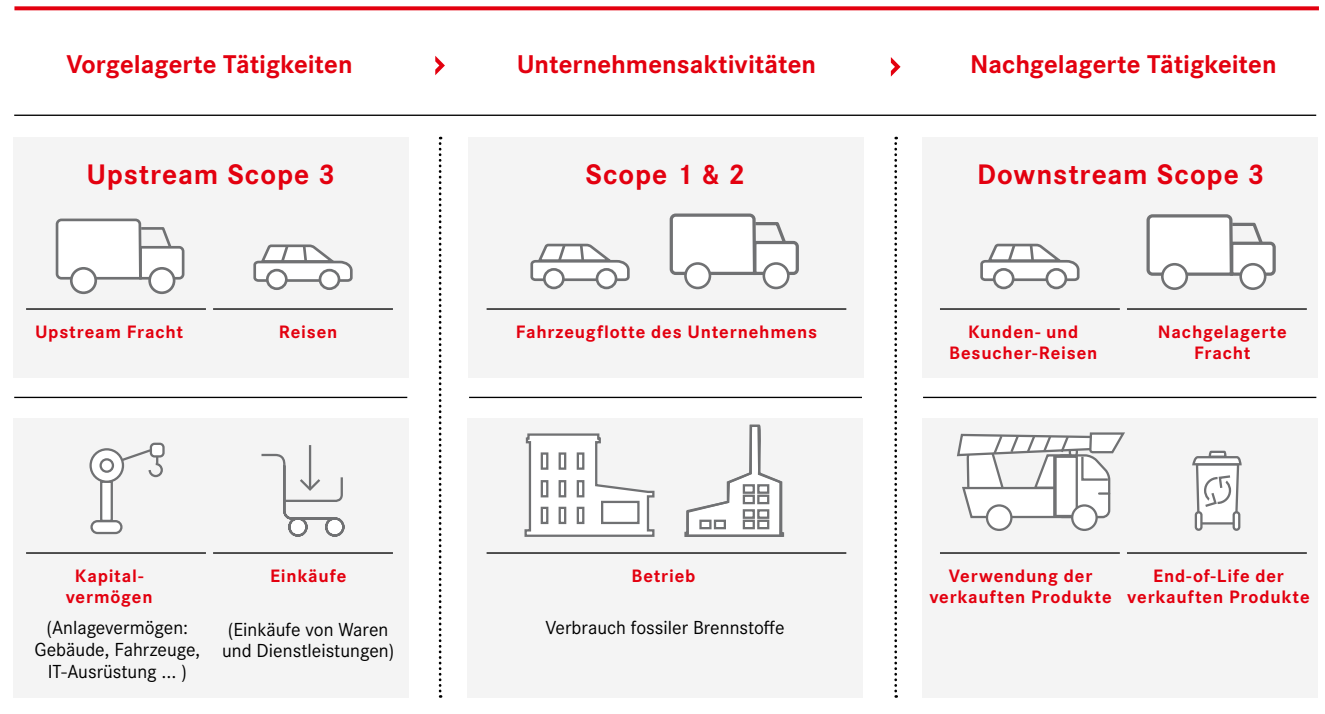 Vorgelagerte Tätigkeiten
Unternehmensaktivitäten
Nachgelagerte Tätigkeiten
Upstream Scope 3
Upstream Fracht
Reisen
Scope 1 & 2
Fahrzeugflotte des Unternehmens
Downstream Scope 3
Kunden- und
Besucher-Reisen
Nachgelagerte
Fracht
Kapital-
vermögen
(Anlagevermögen:
Gebäude, Fahrzeuge,
IT-Ausrüstung ... )
Einkäufe
(Einkäufe von Waren
und Dienstleistungen)
Betrieb
Verbrauch fossiler Brennstoffe
Verwendung der
verkauften Produkte
End-of-Life der
verkauften Produkte